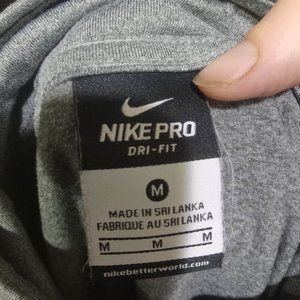 NIKE PRO
DRI-FIT
M
MADE IN SRI LANKA
FABRIQUE AU SRI LANKA
M M M
nikebetterworld.com